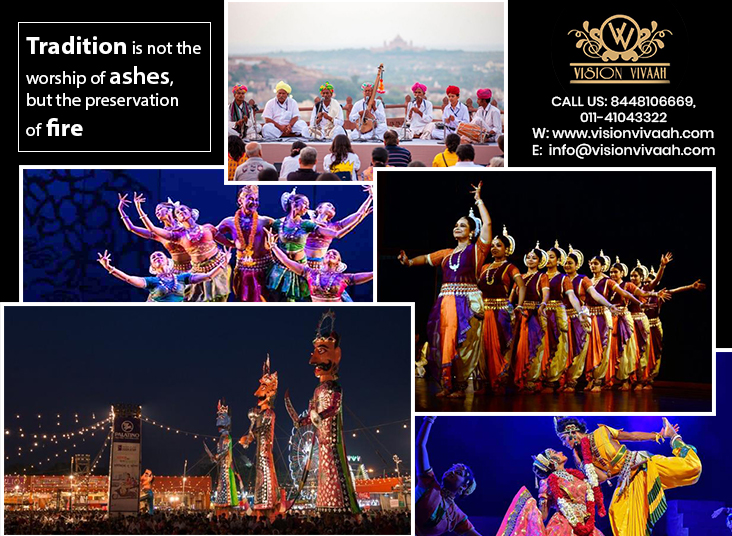 Tradition is not the
worship of ashes,
but the preservation
of fire
VISION VIVAAH
CALL US: 8448106669,
011-41043322
W: www.visionvivaah.com
E: info@visionvivaah.com
PALATINO